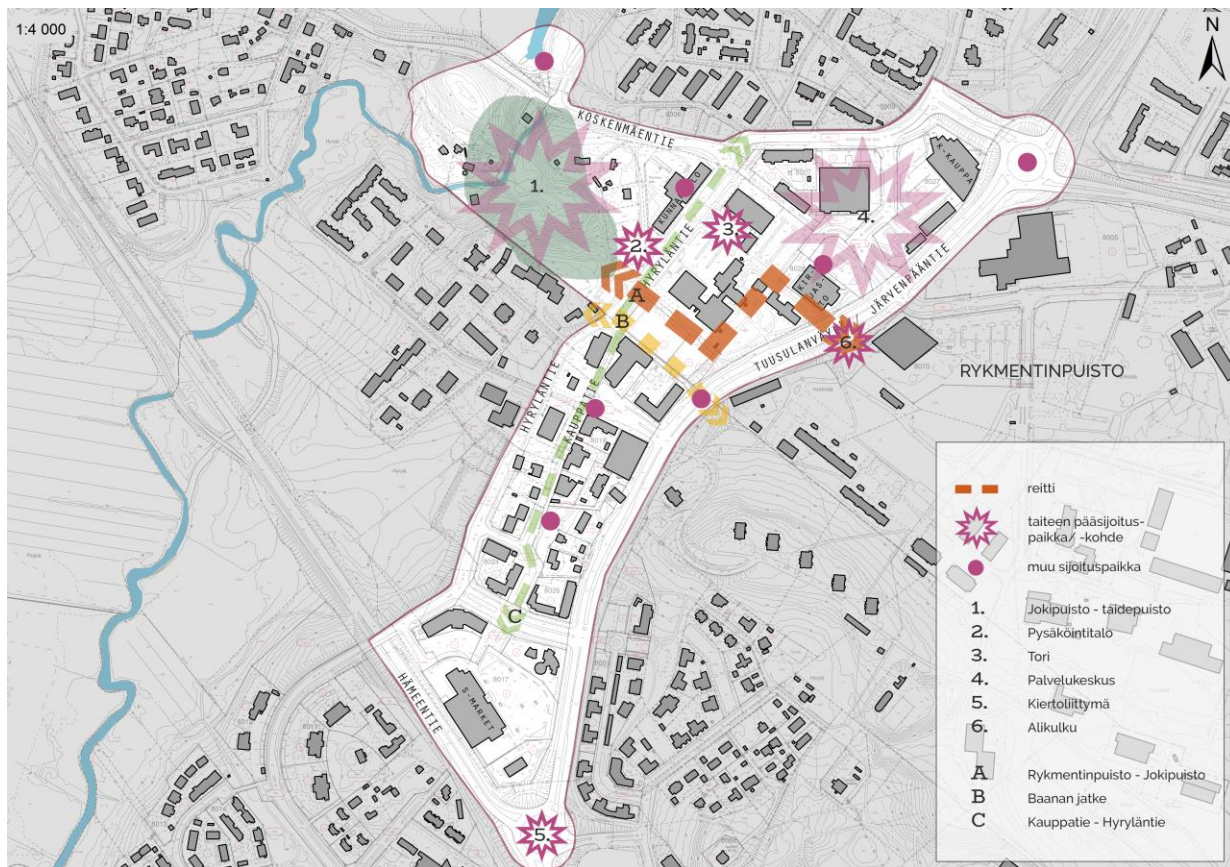 1:4 000
N
KOSKENMÄENTIE
K-KAUPPA
1.
2.
3.
4.
HYRYLÄNTIE
JÄRVENPÄÄNTIE
A
B
6.
RYKMENTINPUISTO
HYRYLÄNTIE
KAUPPATIE
C
HÄMEENTIE
S-MARKET
5.
reitti
taiteen pääsijoitus-
paikka/ -kohde
muu sijoituspaikka
1. Jokipuisto - taidepuisto
2. Pysäköintitalo
3. Tori
4. Palvelukeskus
5. Kiertoliittymä
6. Alikulku
A Rykmentinpuisto - Jokipuisto
B Baanan jatke
C Kauppatie - Hyryläntie